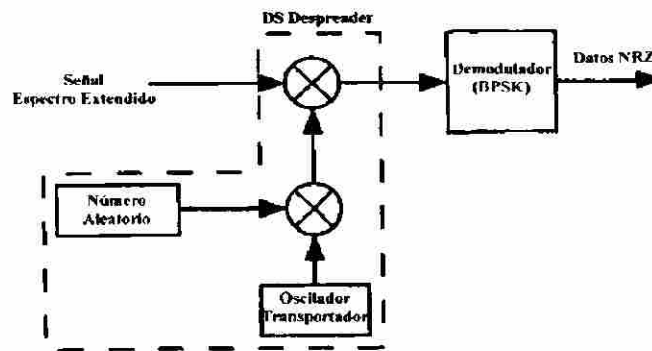 DS Despreader
Señal
Espectro Extendido
Demodulador
(BPSK)
Datos NRZ
Número
Aleatorio
Oscilador
Transportador